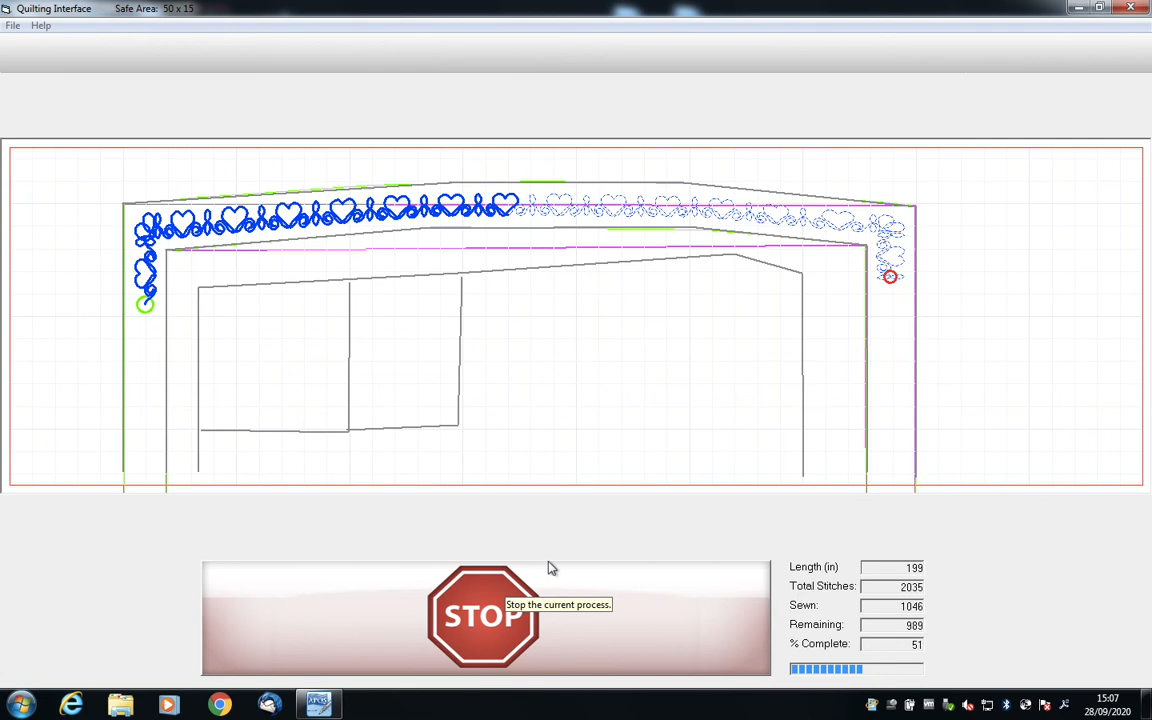 Quilting Interface Safe Area: 50 x 15
File Help
STOP
Stop the current process.
Length (in) 199
Total Stitches: 2035
Sewn: 1046
Remaining: 989
% Complete: 51
APQS
15:07
28/09/2020